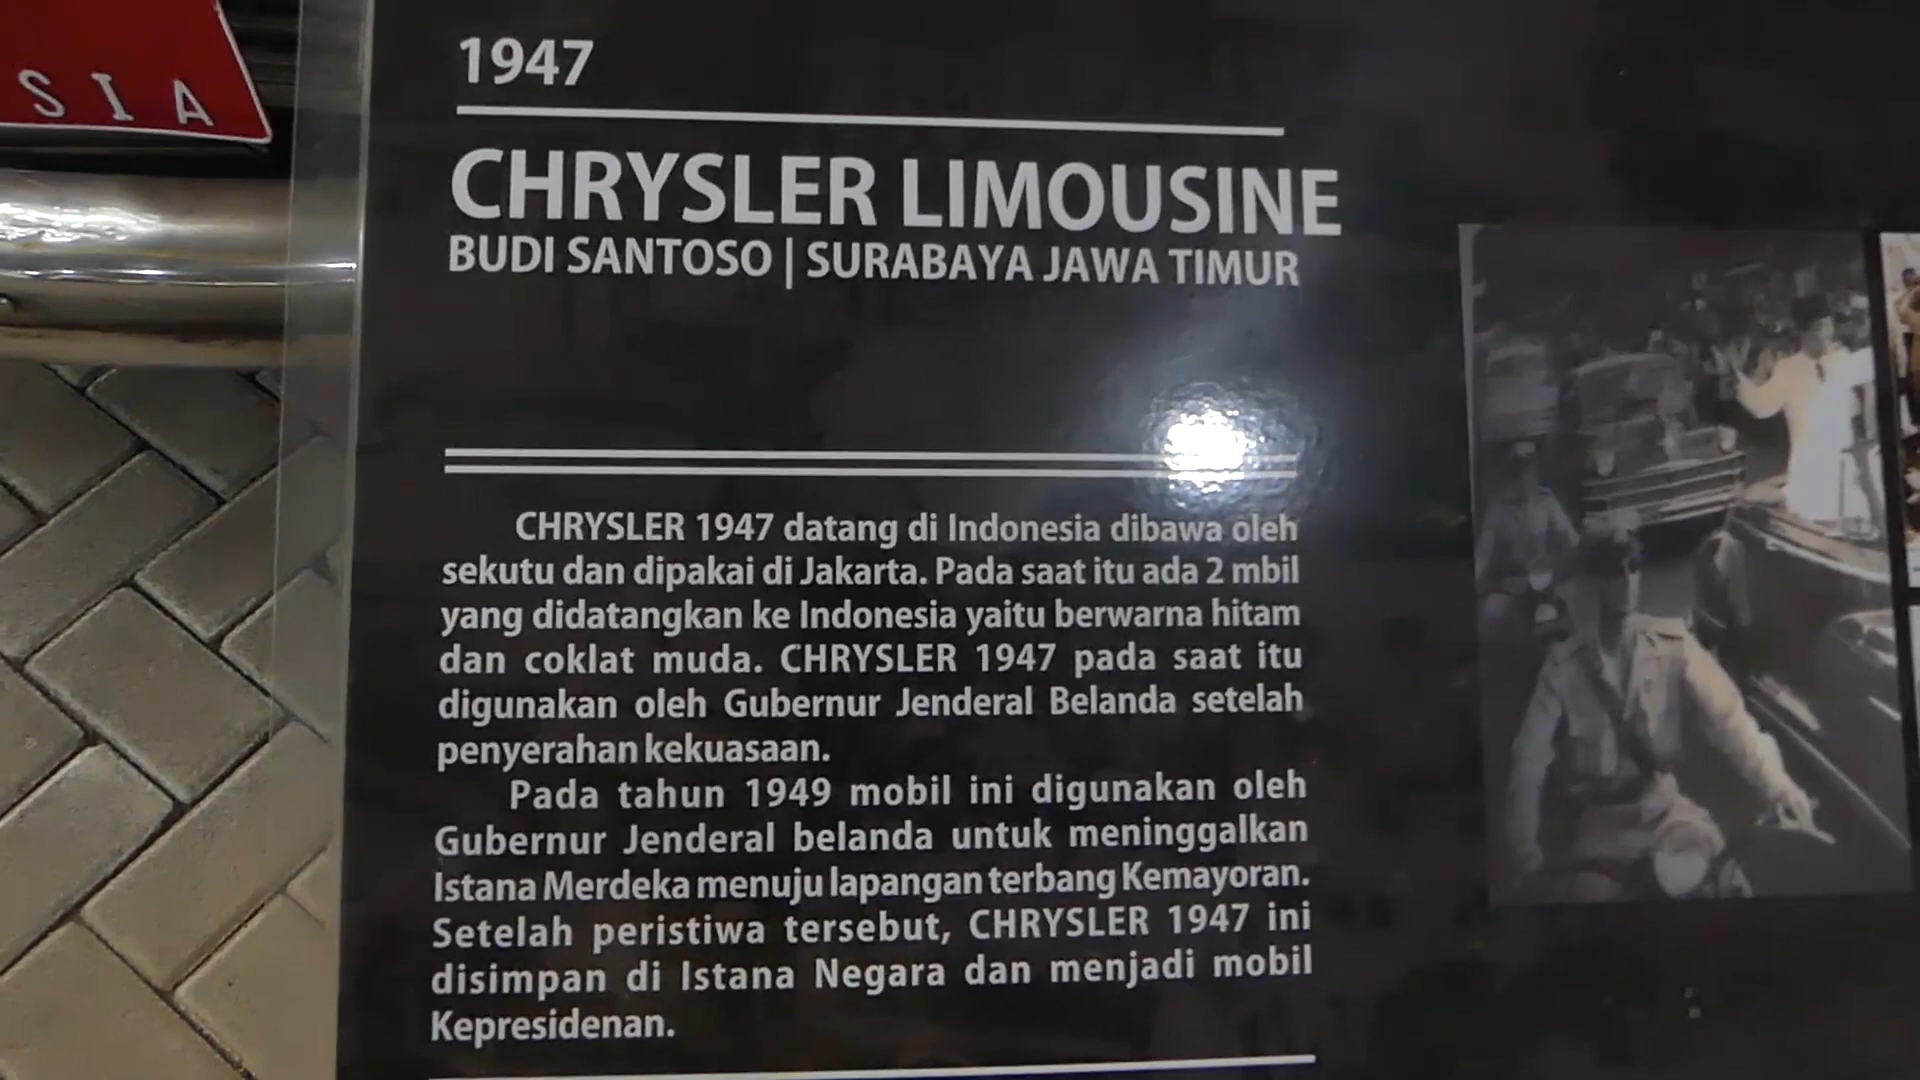 SIA
1947
CHRYSLER LIMOUSINE
BUDI SANTOSO | SURABAYA JAWA TIMUR
CHRYSLER 1947 datang di Indonesia dibawa oleh
sekutu dan dipakai di Jakarta. Pada saat itu ada 2 mbil
yang didatangkan ke Indonesia yaitu berwarna hitam
dan coklat muda. CHRYSLER 1947 pada saat itu
digunakan oleh Gubernur Jenderal Belanda setelah
penyerahan kekuasaan.
Pada tahun 1949 mobil ini digunakan oleh
Gubernur Jenderal belanda untuk meninggalkan
Istana Merdeka menuju lapangan terbang Kemayoran.
Setelah peristiwa tersebut, CHRYSLER 1947 ini
disimpan di Istana Negara dan menjadi mobil
Kepresidenan.